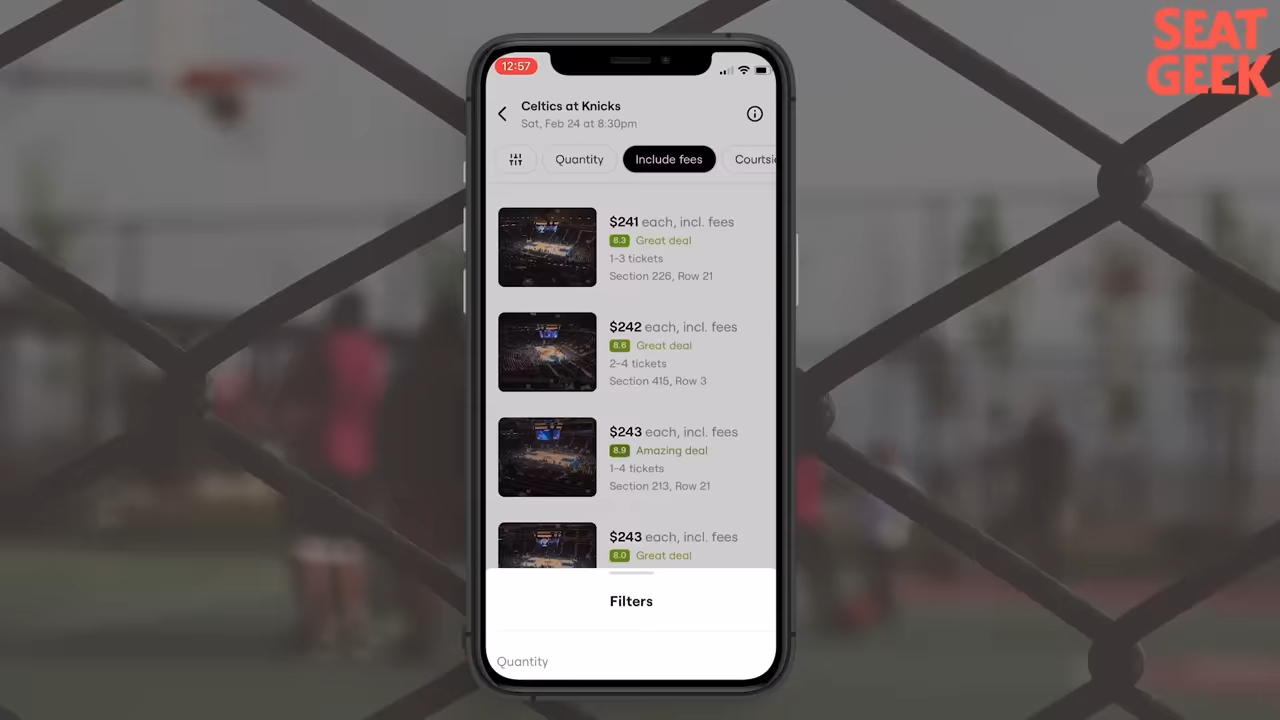 SEAT
GEEK
12:57
Celtics at Knicks
Sat, Feb 24 at 8:30pm
Quantity
Include fees
Courtsi
$241 each, incl. fees
8.3 Great deal
1-3 tickets
Section 226, Row 21
$242 each, incl. fees
8.6 Great deal
2-4 tickets
Section 415, Row 3
$243 each, incl. fees
8.9 Amazing deal
1-4 tickets
Section 213, Row 21
$243 each, incl. fees
8.0 Great deal
Filters
Quantity